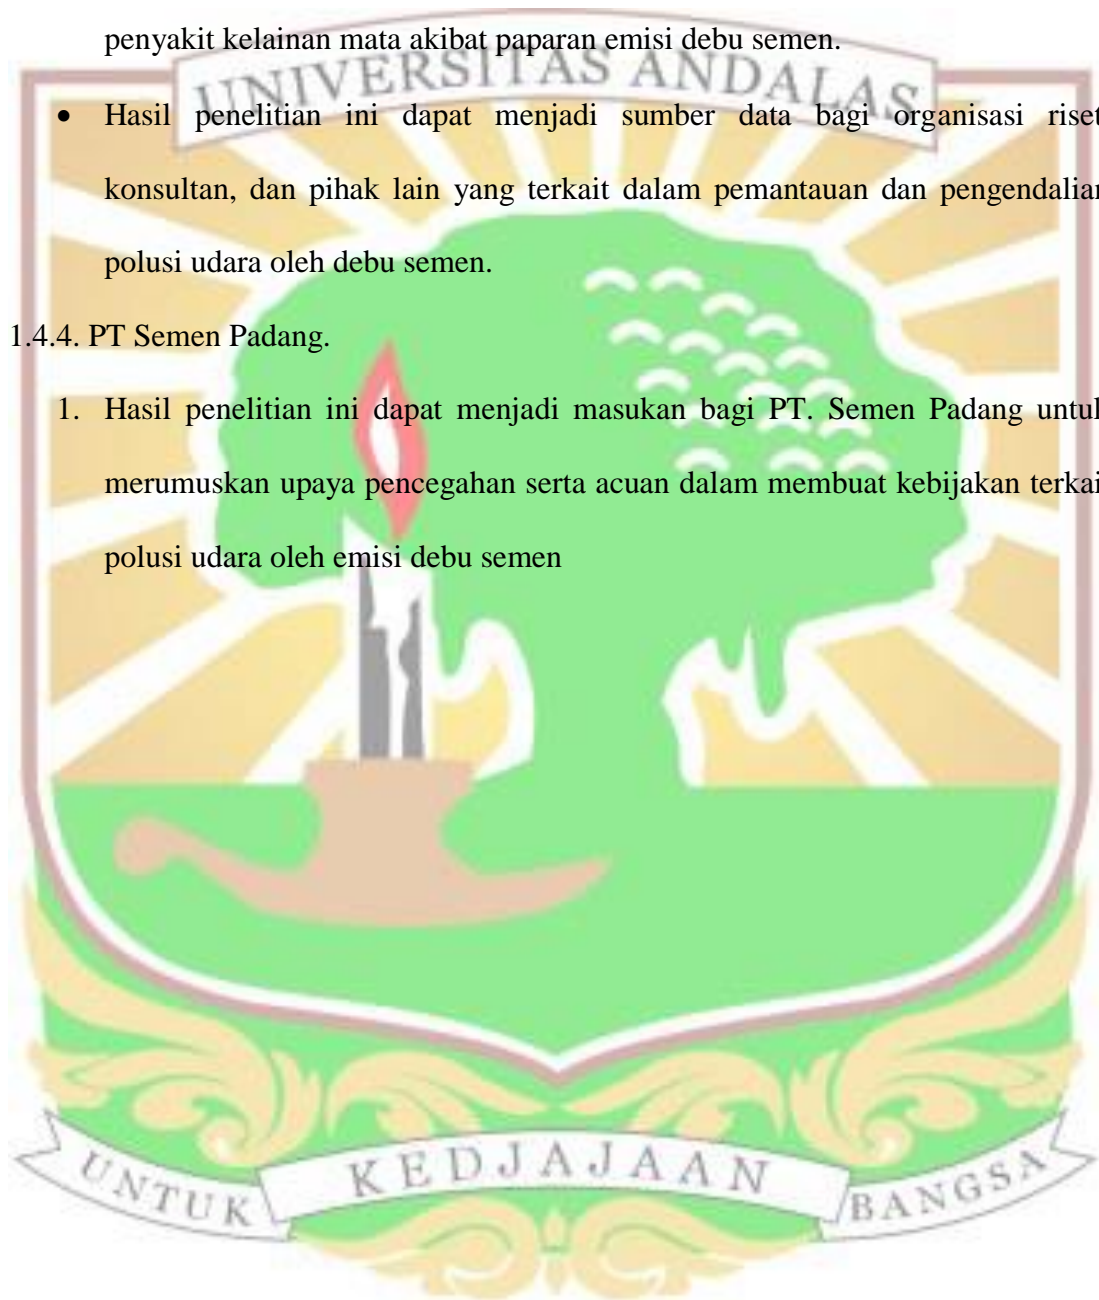 penyakit kelainan mata akibat paparan emisi debu semen.
UNIVERSITAS ANDALAS
• Hasil penelitian ini dapat menjadi sumber data bagi organisasi riset
konsultan, dan pihak lain yang terkait dalam pemantauan dan pengendalian
polusi udara oleh debu semen.
1.4.4. PT Semen Padang.
1. Hasil penelitian ini dapat menjadi masukan bagi PT. Semen Padang untuk
merumuskan upaya pencegahan serta acuan dalam membuat kebijakan terkai
polusi udara oleh emisi debu semen
UNTUK KEDJAJAAN BANGSA